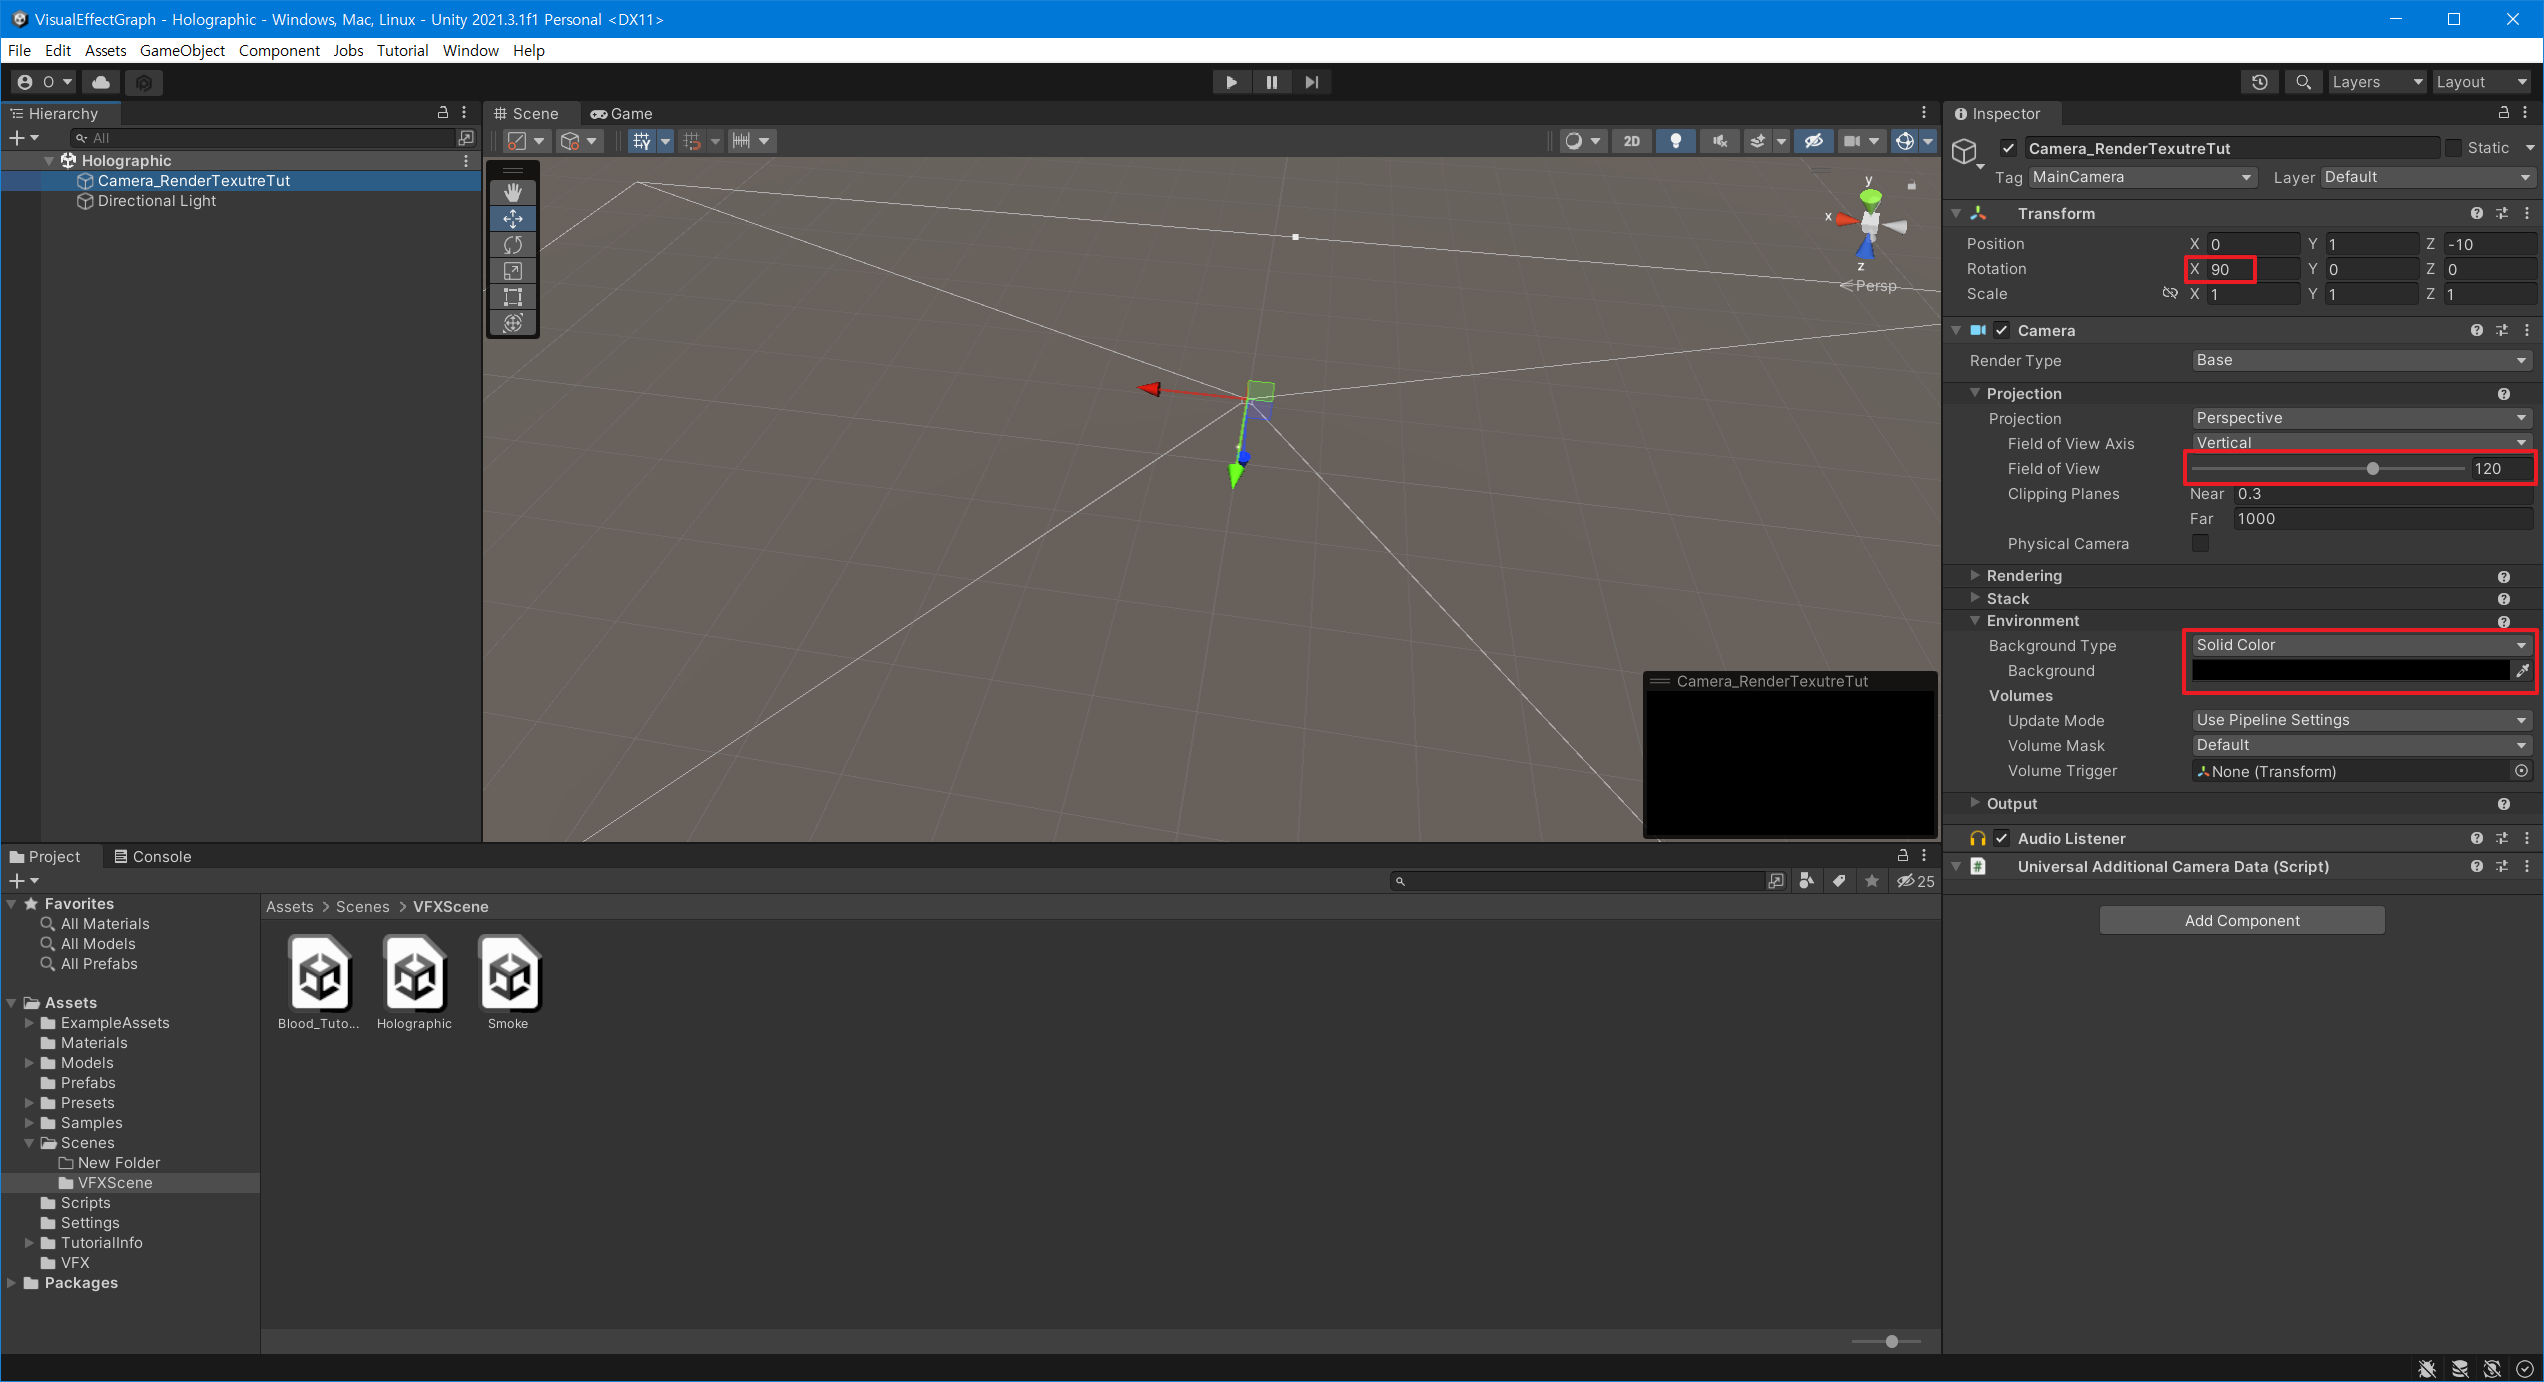 VisualEffectGraph - Holographic - Windows, Mac, Linux - Unity 2021.3.1f1 Personal <DX11>
File Edit Assets GameObject Component Jobs Tutorial Window Help
O Layers Layout
Hierarchy
All
Holographic
Camera_RenderTexutreTut
Directional Light
Scene Game
2D
y
x
z
Persp
Camera_RenderTexutreTut
Inspector
Camera_RenderTexutreTut Static
Tag MainCamera Layer Default
Transform
Position X 0 Y 1 Z -10
Rotation X 90 Y 0 Z 0
Scale X 1 Y 1 Z 1
Camera
Render Type Base
Projection
Projection Perspective
Field of View Axis Vertical
Field of View 120
Clipping Planes Near 0.3
Far 1000
Physical Camera
Rendering
Stack
Environment
Background Type Solid Color
Background
Volumes
Update Mode Use Pipeline Settings
Volume Mask Default
Volume Trigger None (Transform)
Output
Audio Listener
Universal Additional Camera Data (Script)
Add Component
Project Console
25
Favorites
All Materials
All Models
All Prefabs
Assets
ExampleAssets
Materials
Models
Prefabs
Presets
Samples
Scenes
New Folder
VFXScene
Scripts
Settings
TutorialInfo
VFX
Packages
Assets > Scenes > VFXScene
Blood_Tuto... Holographic Smoke